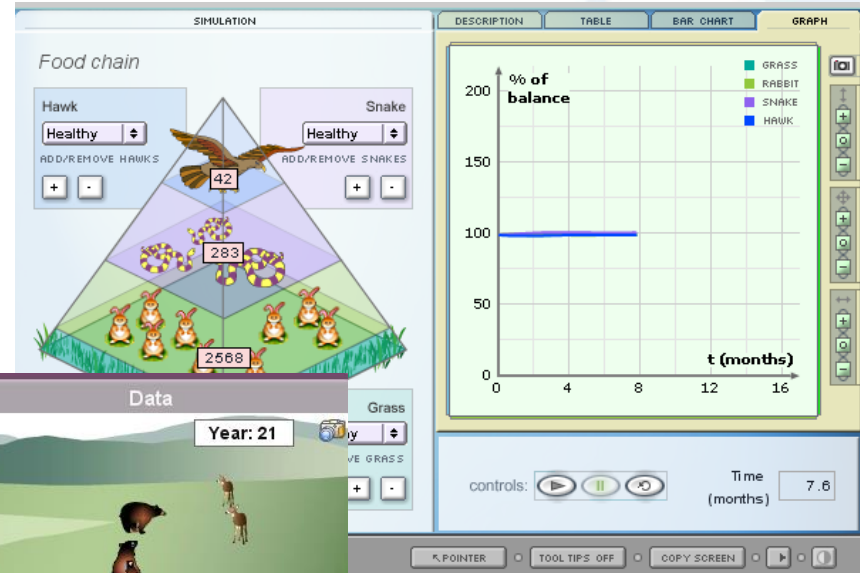 SIMULATION
DESCRIPTION
TABLE
BAR CHART
GRAPH
Food chain
Hawk
Healthy
ADD/REMOVE HAWKS
+ -
Snake
Healthy
ADD/REMOVE SNAKES
+ -
42
283
2568
Grass
y
VE GRASS
+ -
Data
Year: 21
% of
balance
200
150
100
50
0
0 4 8 12 16
t (months)
GRASS
RABBIT
SNAKE
HAWK
controls:
Time
(months)
7.6
POINTER
TOOL TIPS OFF
COPY SCREEN